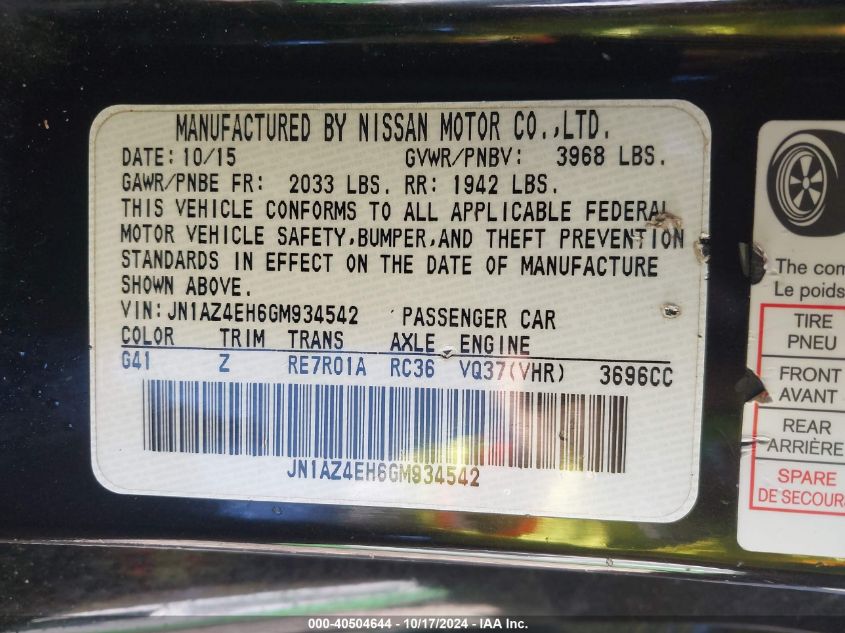 MANUFACTURED BY NISSAN MOTOR CO.,LTD.
DATE: 10/15 GVWR/PNBV: 3968 LBS.
GAWR/PNBE FR: 2033 LBS. RR: 1942 LBS.
THIS VEHICLE CONFORMS TO ALL APPLICABLE FEDERAL
MOTOR VEHICLE SAFETY,BUMPER,AND THEFT PREVENTION
STANDARDS IN EFFECT ON THE DATE OF MANUFACTURE
SHOWN ABOVE.
VIN: JN1AZ4EH6GM934542 PASSENGER CAR
COLOR TRIM TRANS AXLE ENGINE
G41 Z RE7R01A RC36 VQ37(VHR) 3696CC
JN1AZ4EH6GM934542
The com
Le poids
TIRE
PNEU
FRONT
AVANT
REAR
ARRIÈRE
SPARE
DE SECOURS
000-40504644 - 10/17/2024 - IAA Inc.